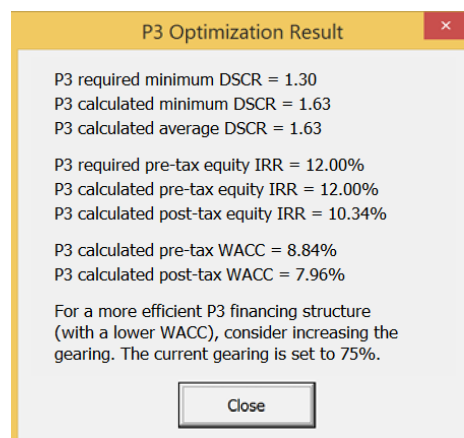 P3 Optimization Result
×
P3 required minimum DSCR = 1.30
P3 calculated minimum DSCR = 1.63
P3 calculated average DSCR = 1.63
P3 required pre-tax equity IRR = 12.00%
P3 calculated pre-tax equity IRR = 12.00%
P3 calculated post-tax equity IRR = 10.34%
P3 calculated pre-tax WACC = 8.84%
P3 calculated post-tax WACC = 7.96%
For a more efficient P3 financing structure
(with a lower WACC), consider increasing the
gearing. The current gearing is set to 75%.
Close